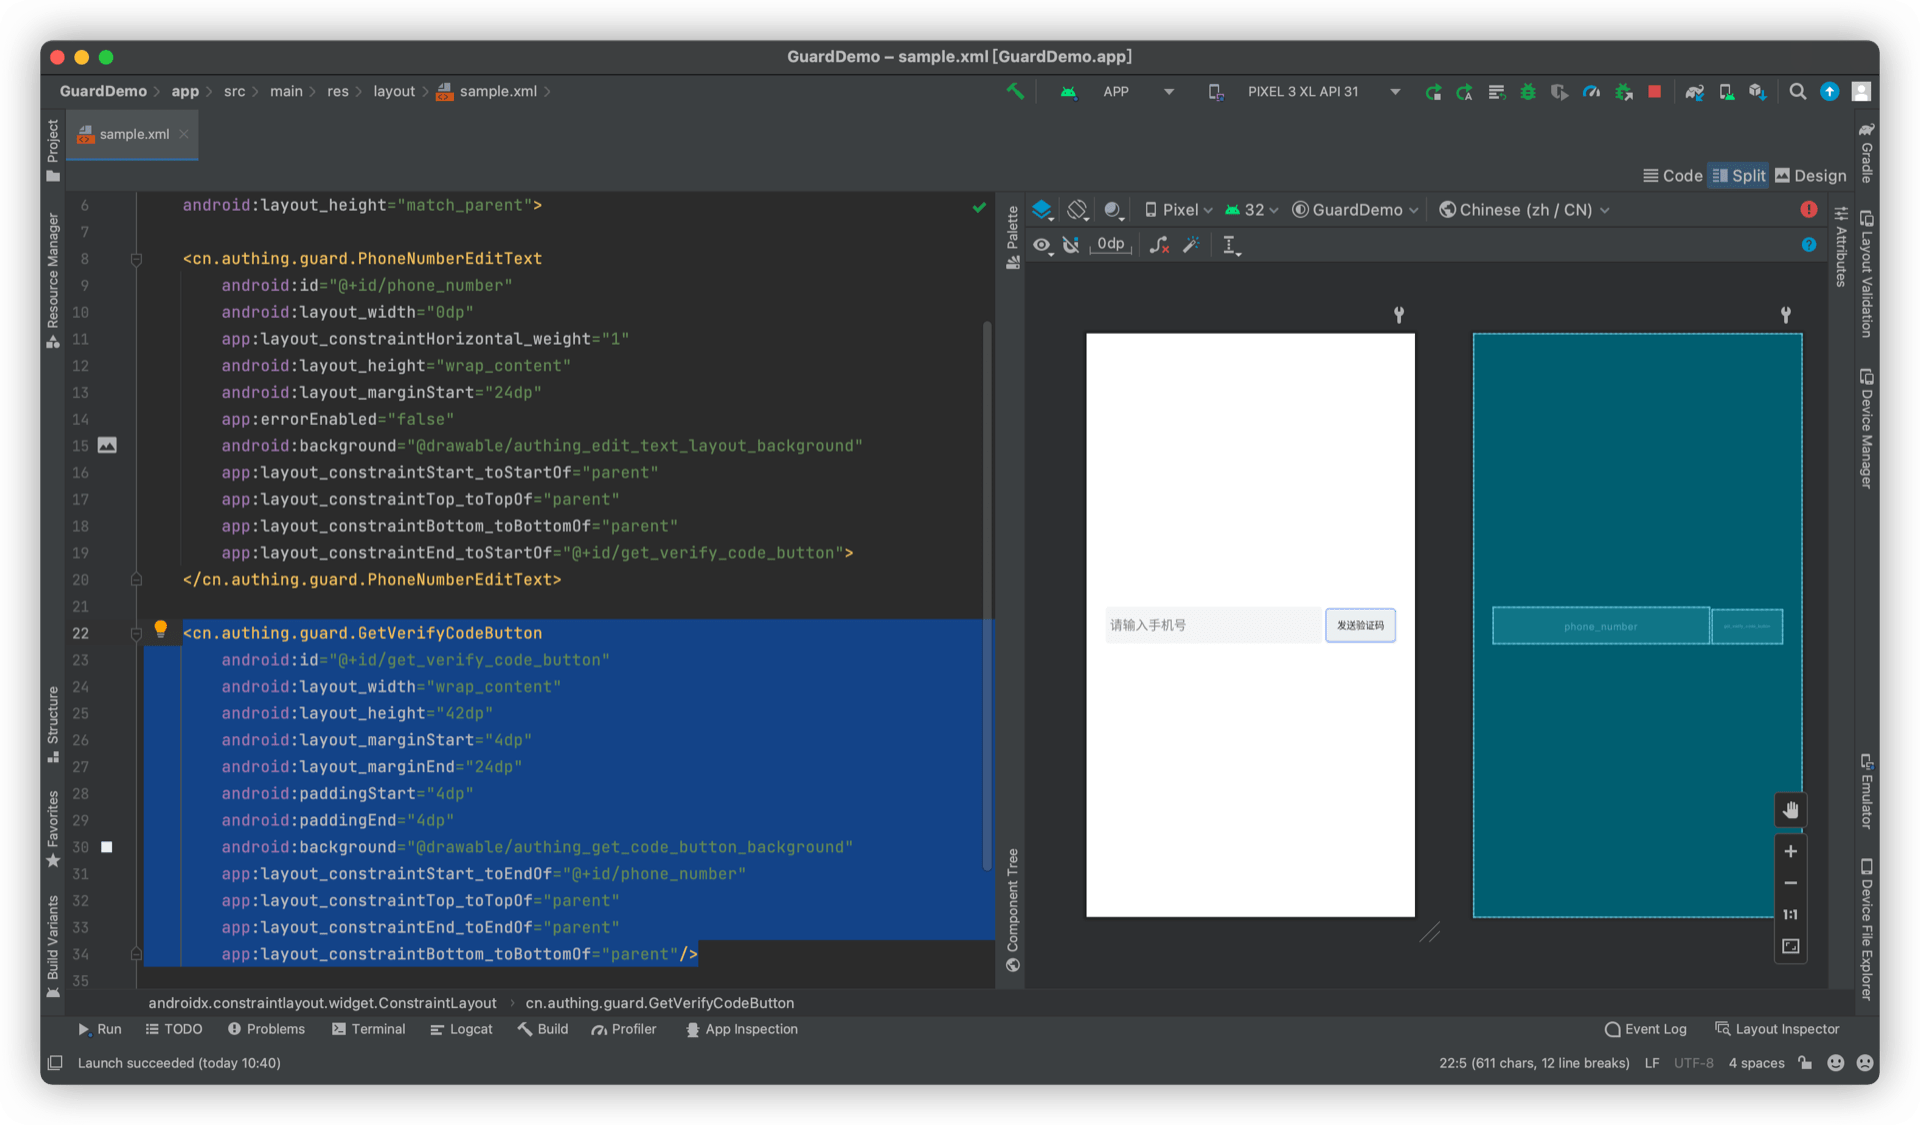 GuardDemo – sample.xml [GuardDemo.app]
GuardDemo app src main res layout sample.xml
APP
PIXEL 3 XL API 31
sample.xml
Code Split Design
Project
Resource Manager
Structure
Favorites
Build Variants
6 android:layout_height="match_parent">
7
8 <cn.authing.guard.PhoneNumberEditText
9 android:id="@+id/phone_number"
10 android:layout_width="0dp"
11 app:layout_constraintHorizontal_weight="1"
12 android:layout_height="wrap_content"
13 android:layout_marginStart="24dp"
14 app:errorEnabled="false"
15 android:background="@drawable/authing_edit_text_layout_background"
16 app:layout_constraintStart_toStartOf="parent"
17 app:layout_constraintTop_toTopOf="parent"
18 app:layout_constraintBottom_toBottomOf="parent"
19 app:layout_constraintEnd_toStartOf="@+id/get_verify_code_button">
20 </cn.authing.guard.PhoneNumberEditText>
21
22 <cn.authing.guard.GetVerifyCodeButton
23 android:id="@+id/get_verify_code_button"
24 android:layout_width="wrap_content"
25 android:layout_height="42dp"
26 android:layout_marginStart="4dp"
27 android:layout_marginEnd="24dp"
28 android:paddingStart="4dp"
29 android:paddingEnd="4dp"
30 android:background="@drawable/authing_get_code_button_background"
31 app:layout_constraintStart_toEndOf="@+id/phone_number"
32 app:layout_constraintTop_toTopOf="parent"
33 app:layout_constraintEnd_toEndOf="parent"
34 app:layout_constraintBottom_toBottomOf="parent"/>
35
Palette
Component Tree
Pixel 32 GuardDemo Chinese (zh / CN)
0dp
请输入手机号
发送验证码
phone_number
1:1
Attributes
Gradle
Layout Validation
Device Manager
Emulator
Device File Explorer
androidx.constraintlayout.widget.ConstraintLayout cn.authing.guard.GetVerifyCodeButton
Run TODO Problems Terminal Logcat Build Profiler App Inspection
Event Log Layout Inspector
Launch succeeded (today 10:40)
22:5 (611 chars, 12 line breaks) LF UTF-8 4 spaces